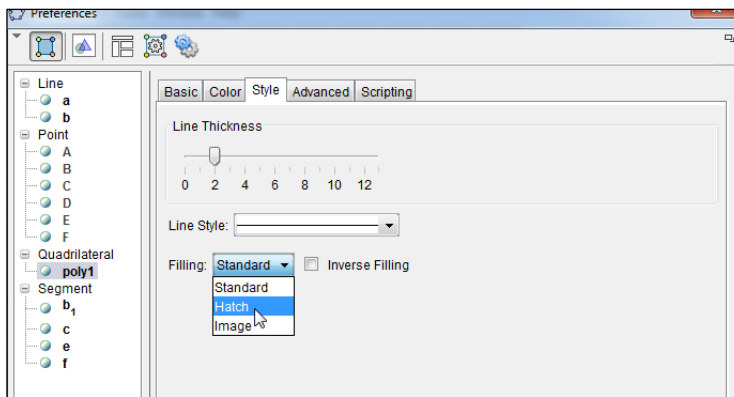 Preferences
Line
a
b
Point
A
B
C
D
E
F
Quadrilateral
poly1
Segment
b1
c
e
f
Basic Color Style Advanced Scripting
Line Thickness
0 2 4 6 8 10 12
Line Style:
Filling: Standard Inverse Filling
Standard
Hatch
Image